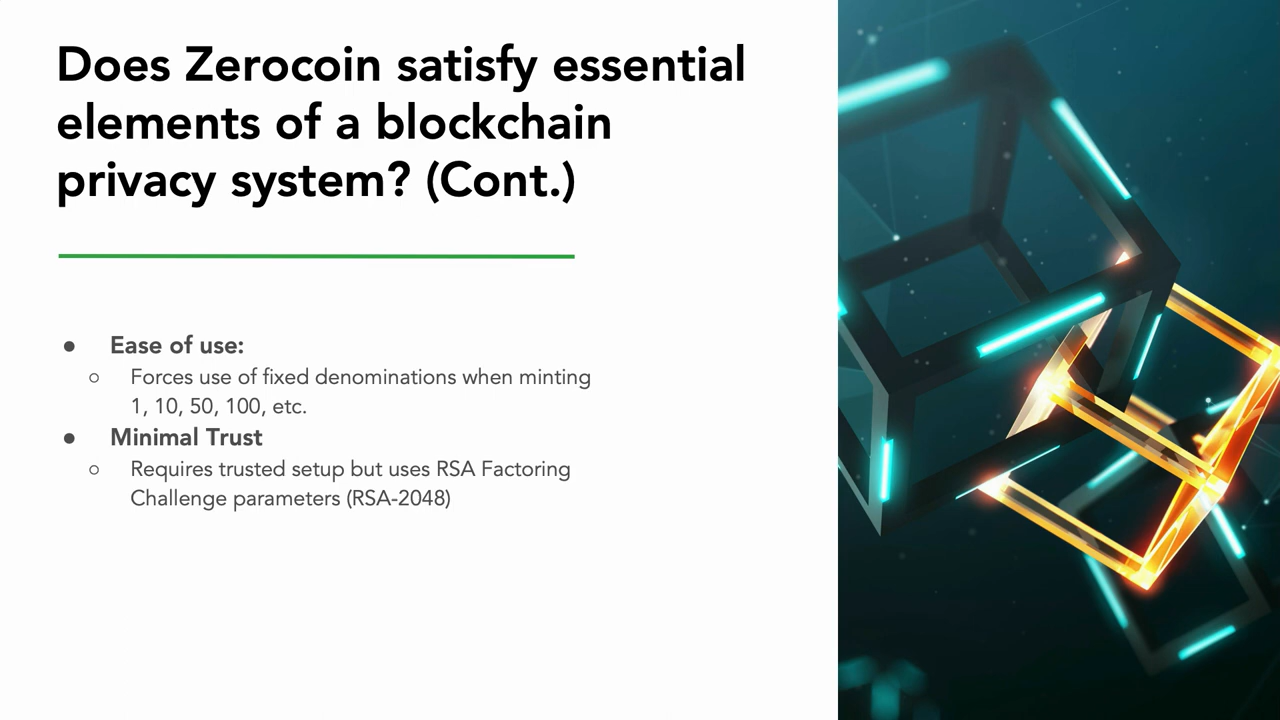 Does Zerocoin satisfy essential
elements of a blockchain
privacy system? (Cont.)
● Ease of use:
○ Forces use of fixed denominations when minting
1, 10, 50, 100, etc.
● Minimal Trust
○ Requires trusted setup but uses RSA Factoring
Challenge parameters (RSA-2048)